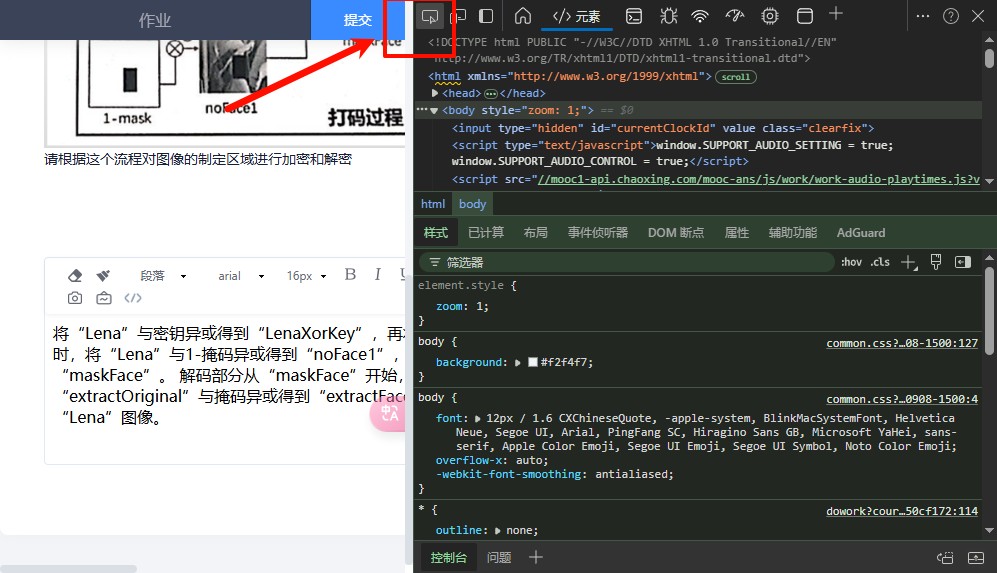 作业
提交
maskFace
1-mask
noFace1
打码过程
请根据这个流程对图像的制定区域进行加密和解密
段落
arial
16px
B I U
将“Lena”与密钥异或得到“LenaXorKey”，再
时，将“Lena”与1-掩码异或得到“noFace1”，
“maskFace”。 解码部分从“maskFace”开始，
“extractOriginal”与掩码异或得到“extractFac
“Lena”图像。
</> 元素
<!DOCTYPE html PUBLIC "-//W3C//DTD XHTML 1.0 Transitional//EN"
"http://www.w3.org/TR/xhtml1/DTD/xhtml1-transitional.dtd">
<html xmlns="http://www.w3.org/1999/xhtml"> scroll
▶ <head> ⋯ </head>
⋯ ▼ <body style="zoom: 1;"> == $0
<input type="hidden" id="currentClockId" value class="clearfix">
<script type="text/javascript">window.SUPPORT_AUDIO_SETTING = true;
window.SUPPORT_AUDIO_CONTROL = true;</script>
<script src="//mooc1-api.chaoxing.com/mooc-ans/js/work/work-audio-playtimes.js?v
html body
样式 已计算 布局 事件侦听器 DOM 断点 属性 辅助功能 AdGuard
筛选器
:hov .cls
element.style {
zoom: 1;
}
body {
common.css?…08-1500:127
background: ▶ #f2f4f7;
}
body {
common.css?…0908-1500:4
font: ▶ 12px / 1.6 CXChineseQuote, -apple-system, BlinkMacSystemFont, Helvetica
Neue, Segoe UI, Arial, PingFang SC, Hiragino Sans GB, Microsoft YaHei, sans-
serif, Apple Color Emoji, Segoe UI Emoji, Segoe UI Symbol, Noto Color Emoji;
overflow-x: auto;
-webkit-font-smoothing: antialiased;
}
* {
dowork?cour…50cf172:114
outline: ▶ none;
控制台 问题